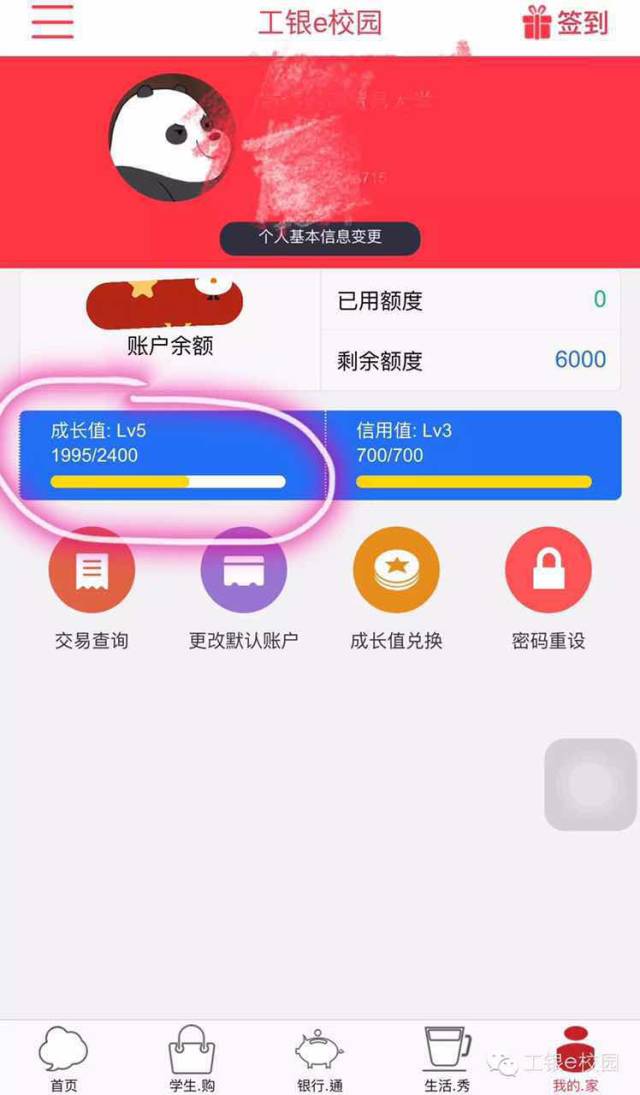 工银e校园
签到
个人基本信息变更
账户余额
已用额度
0
剩余额度
6000
成长值: Lv5
1995/2400
信用值: Lv3
700/700
交易查询
更改默认账户
成长值兑换
密码重设
首页
学生.购
银行.通
生活.秀
我的.家
工银e校园